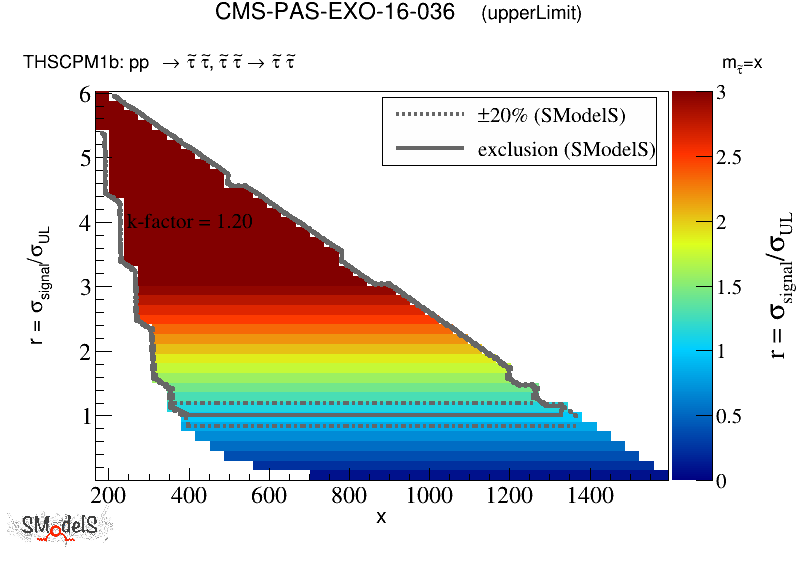 CMS-PAS-EXO-16-036 (upperLimit)
THSCPM1b: pp → τ̃ τ̃, τ̃ τ̃ → τ̃ τ̃
m_τ̃=x
±20% (SModelS)
exclusion (SModelS)
k-factor = 1.20
6
5
4
3
2
1
r = σ_signal/σ_UL
200 400 600 800 1000 1200 1400
x
3
2.5
2
1.5
1
0.5
0
r = σ_signal/σ_UL
SModelS